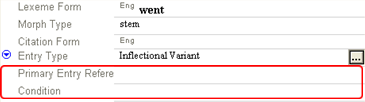 Lexeme Form Eng went
Morph Type stem
Citation Form Eng
Entry Type Inflectional Variant ...
Primary Entry Refere
Condition